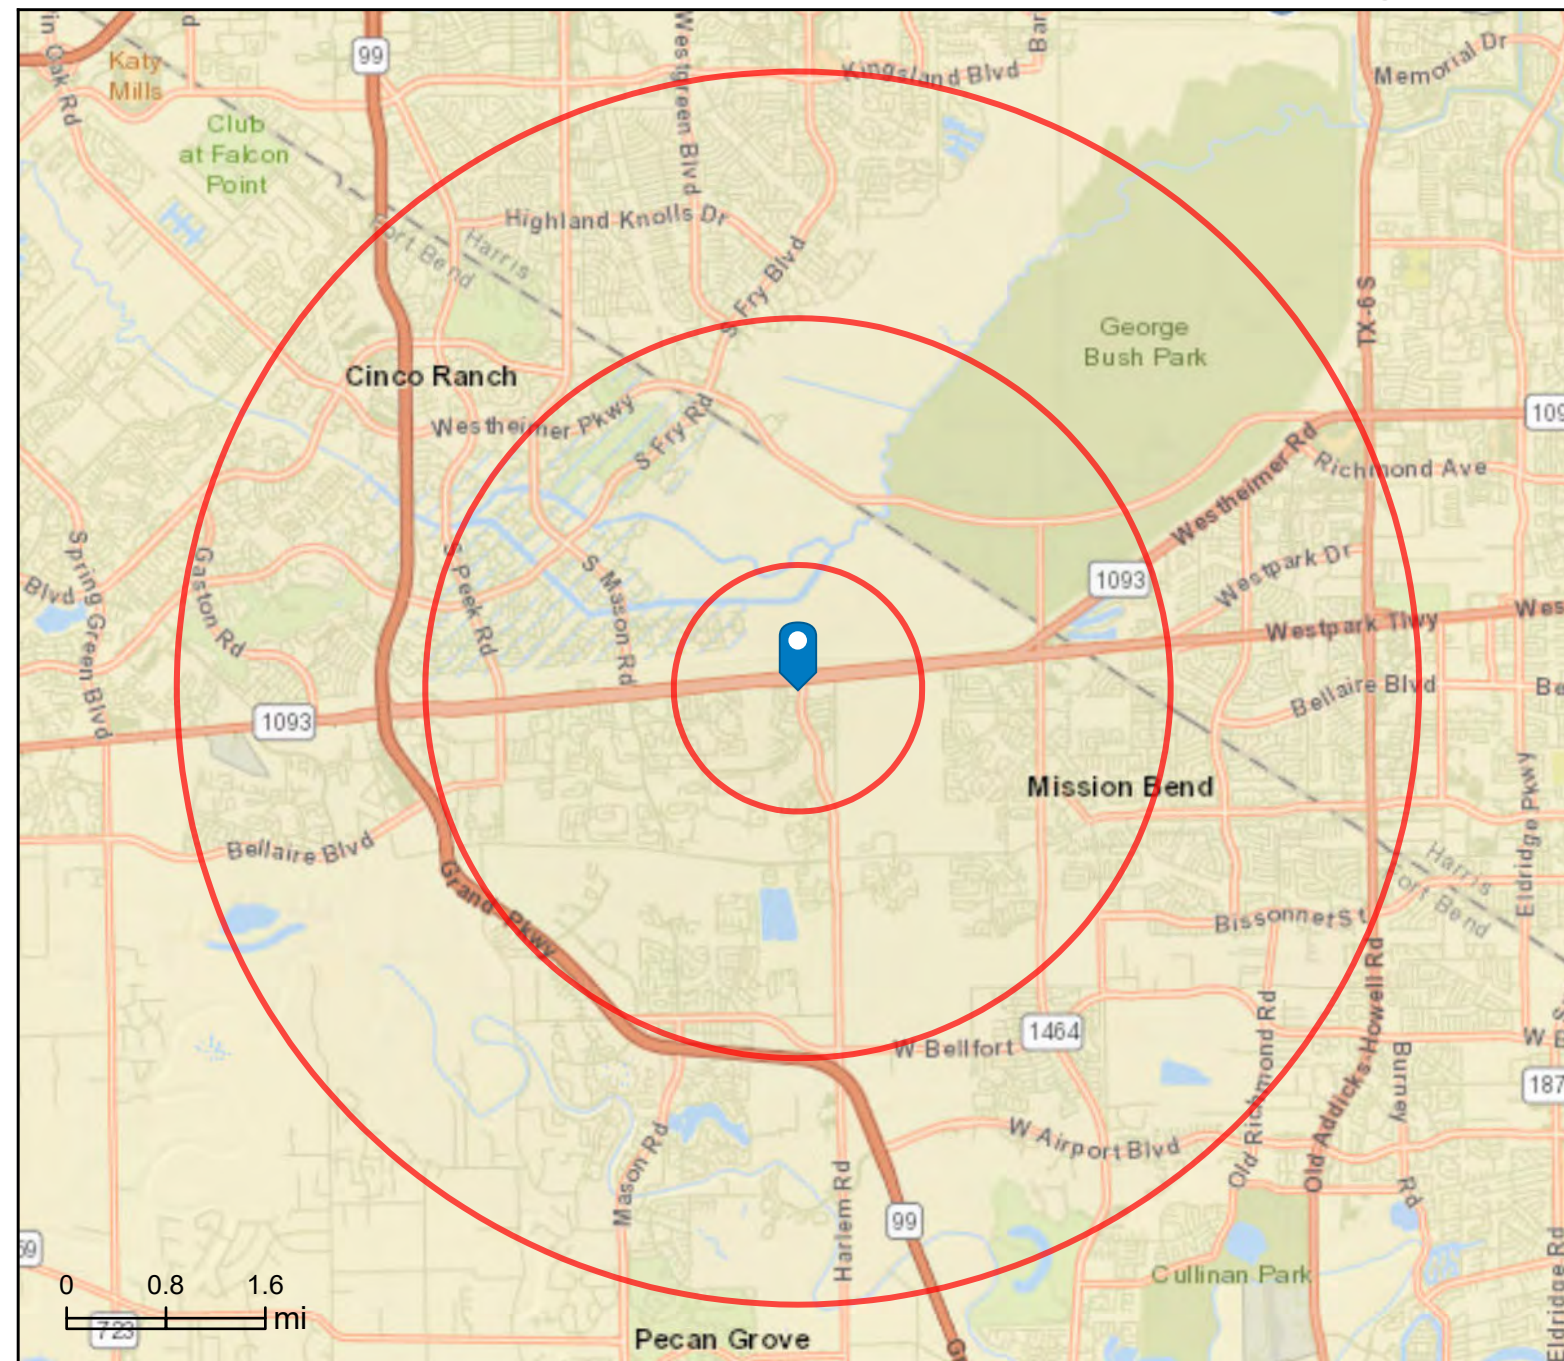 Katy
Mills
99
Westgreen Blvd
Kingsland Blvd
Memorial Dr
Club
at Falcon
Point
Highland Knolls Dr
Harris
Fort Bend
S Fry Blvd
TX-6 S
George
Bush Park
Cinco Ranch
Westheimer Pkwy
S Fry Rd
Westheimer Rd
Richmond Ave
Spring Green Blvd
Blvd
Gaston Rd
S Peek Rd
S Mason Rd
1093
Westpark Dr
Westpark Tlwy
Bellaire Blvd
1093
Mission Bend
Bellaire Blvd
Grand Pkwy
Eldridge Pkwy
Harris
Fort Bend
Bissonnet St
W Bellfort
1464
Old Richmond Rd
Old Addicks Howell Rd
Burney Rd
W Airport Blvd
Mason Rd
Harlem Rd
99
Cullinan Park
Eldridge Rd
0 0.8 1.6
mi
723
Pecan Grove